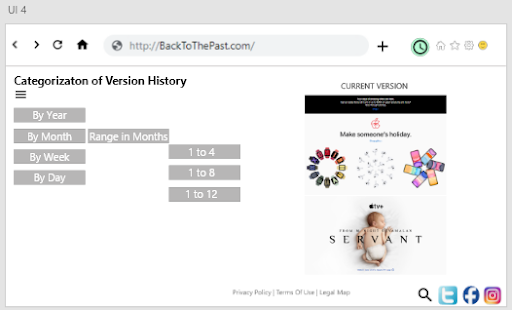 UI 4
http://BackToThePast.com/
Categorizaton of Version History
By Year
By Month
Range in Months
By Week
By Day
1 to 4
1 to 8
1 to 12
CURRENT VERSION
Make someone's holiday.
tv+
SERVANT
Privacy Policy | Terms Of Use | Legal Map